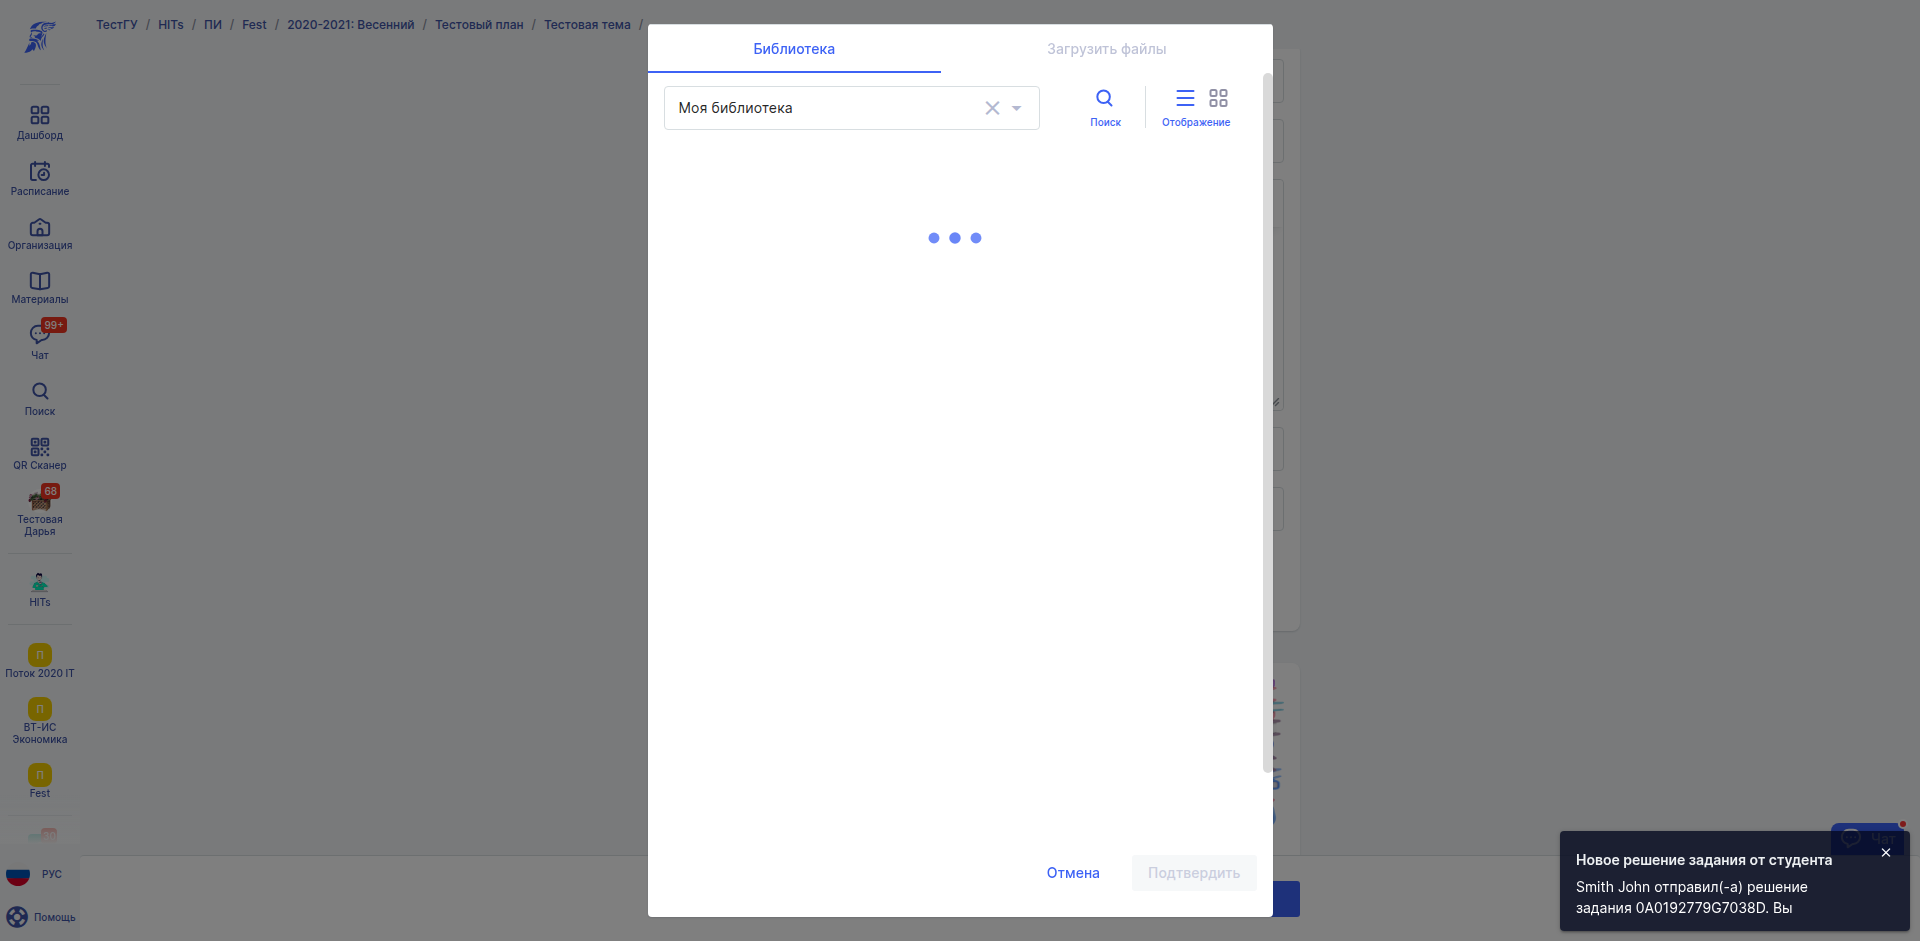 ТестГУ / HITs / ПИ / Fest / 2020-2021: Весенний / Тестовый план / Тестовая тема /
Дашборд
Расписание
Организация
Материалы
99+
Чат
Поиск
QR Сканер
68
Тестовая
Дарья
HITs
П
Поток 2020 IT
П
ВТ-ИС
Экономика
П
Fest
30
РУС
Помощь
Библиотека
Загрузить файлы
Моя библиотека
Поиск
Отображение
Отмена
Подтвердить
Чат
Новое решение задания от студента
Smith John отправил(-а) решение
задания 0A0192779G7038D. Вы